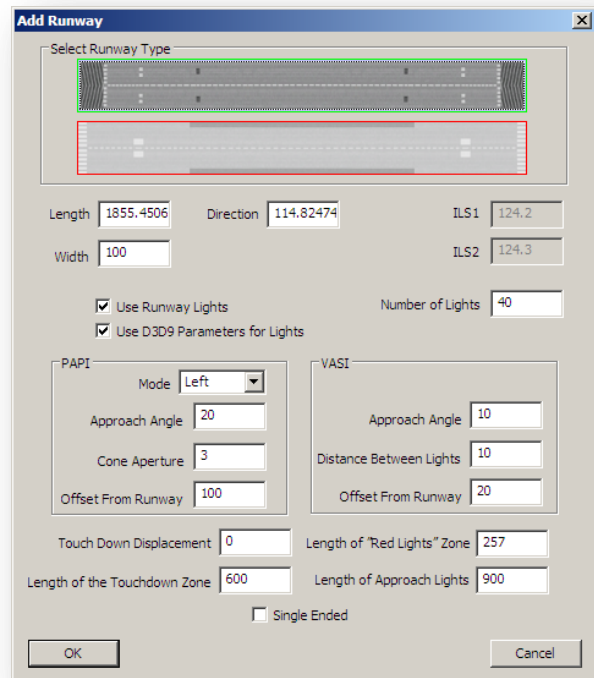 Add Runway
Select Runway Type
Length 1855.4506 Direction 114.82474 ILS1 124.2
Width 100 ILS2 124.3
Use Runway Lights Number of Lights 40
Use D3D9 Parameters for Lights
PAPI VASI
Mode Left
Approach Angle 20 Approach Angle 10
Cone Aperture 3 Distance Between Lights 10
Offset From Runway 100 Offset From Runway 20
Touch Down Displacement 0 Length of "Red Lights" Zone 257
Length of the Touchdown Zone 600 Length of Approach Lights 900
Single Ended
OK Cancel